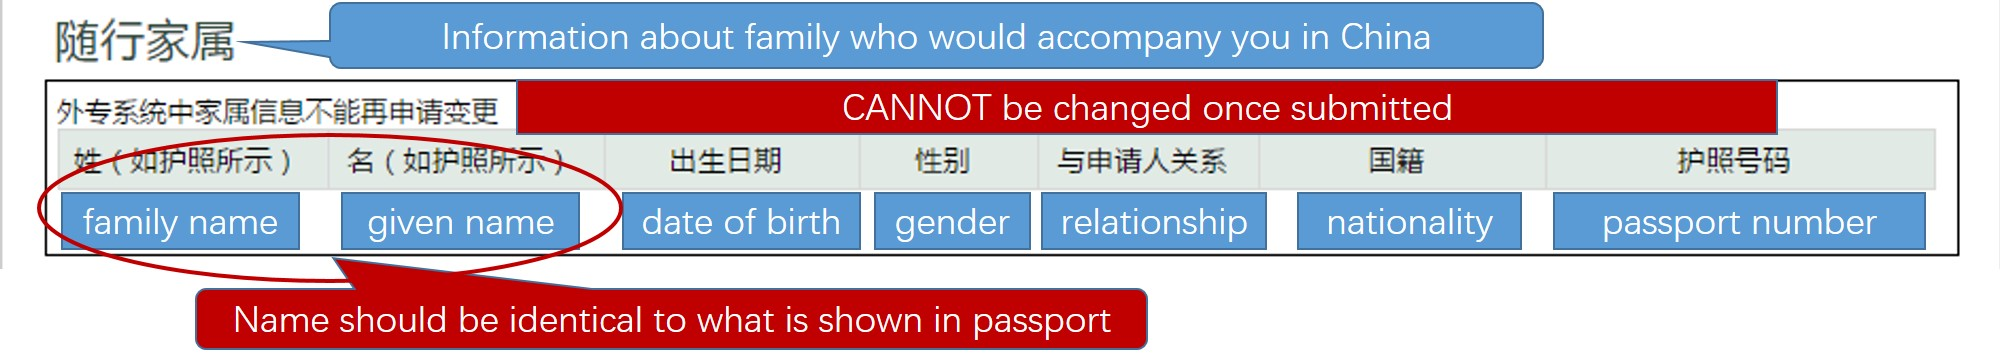 随行家属
Information about family who would accompany you in China
外专系统中家属信息不能再申请变更
CANNOT be changed once submitted
姓（如护照所示） 名（如护照所示） 出生日期 性别 与申请人关系 国籍 护照号码
family name given name date of birth gender relationship nationality passport number
Name should be identical to what is shown in passport